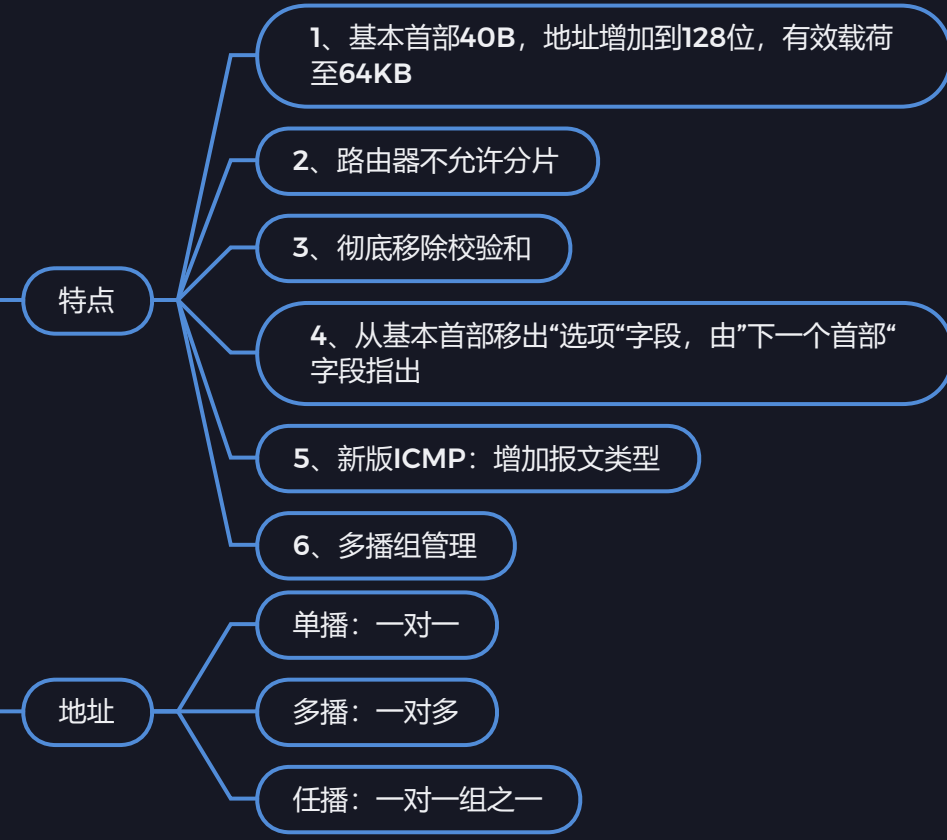 1、基本首部40B，地址增加到128位，有效载荷
至64KB
2、路由器不允许分片
3、彻底移除校验和
特点
4、从基本首部移出“选项“字段，由”下一个首部“
字段指出
5、新版ICMP：增加报文类型
6、多播组管理
单播：一对一
地址
多播：一对多
任播：一对一组之一